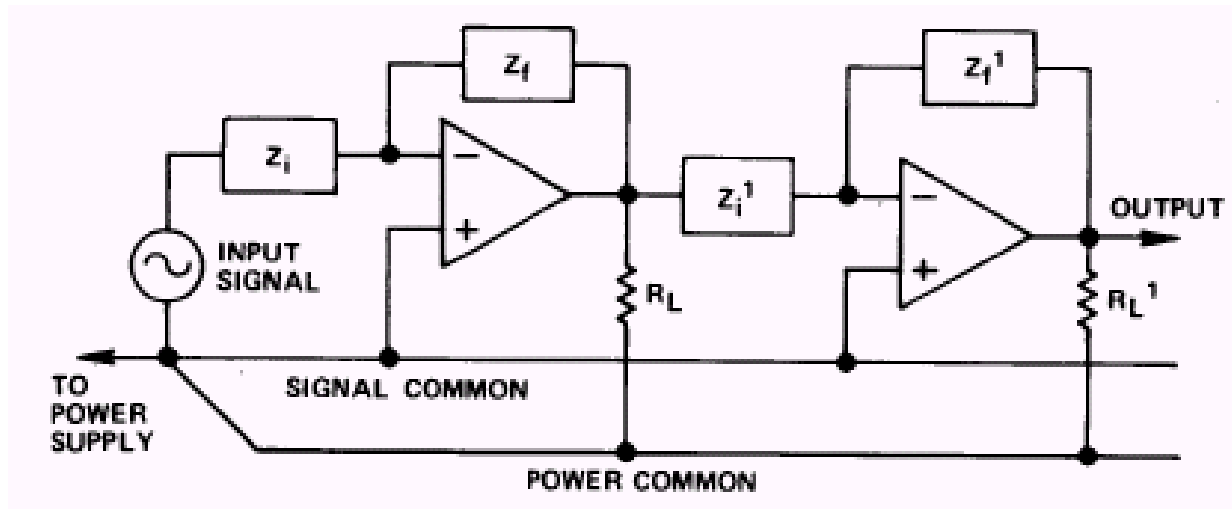 Zf
Zf¹
Zi
−
Zi¹
−
OUTPUT
+
INPUT
SIGNAL
+
RL
RL¹
TO
POWER
SUPPLY
SIGNAL COMMON
POWER COMMON